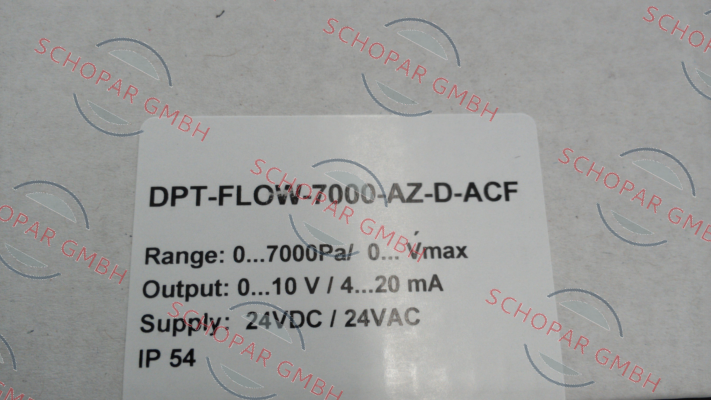 DPT-FLOW-7000-AZ-D-ACF
Range: 0...7000Pa/ 0... V̇max
Output: 0...10 V / 4...20 mA
Supply: 24VDC / 24VAC
IP 54
SCHOPAR GMBH
SCHOPAR GMBH
SCHOPAR GMBH
SCHOPAR GMBH
SCHOPAR GMBH
SCHOPAR GMBH
SCHOPAR GMBH